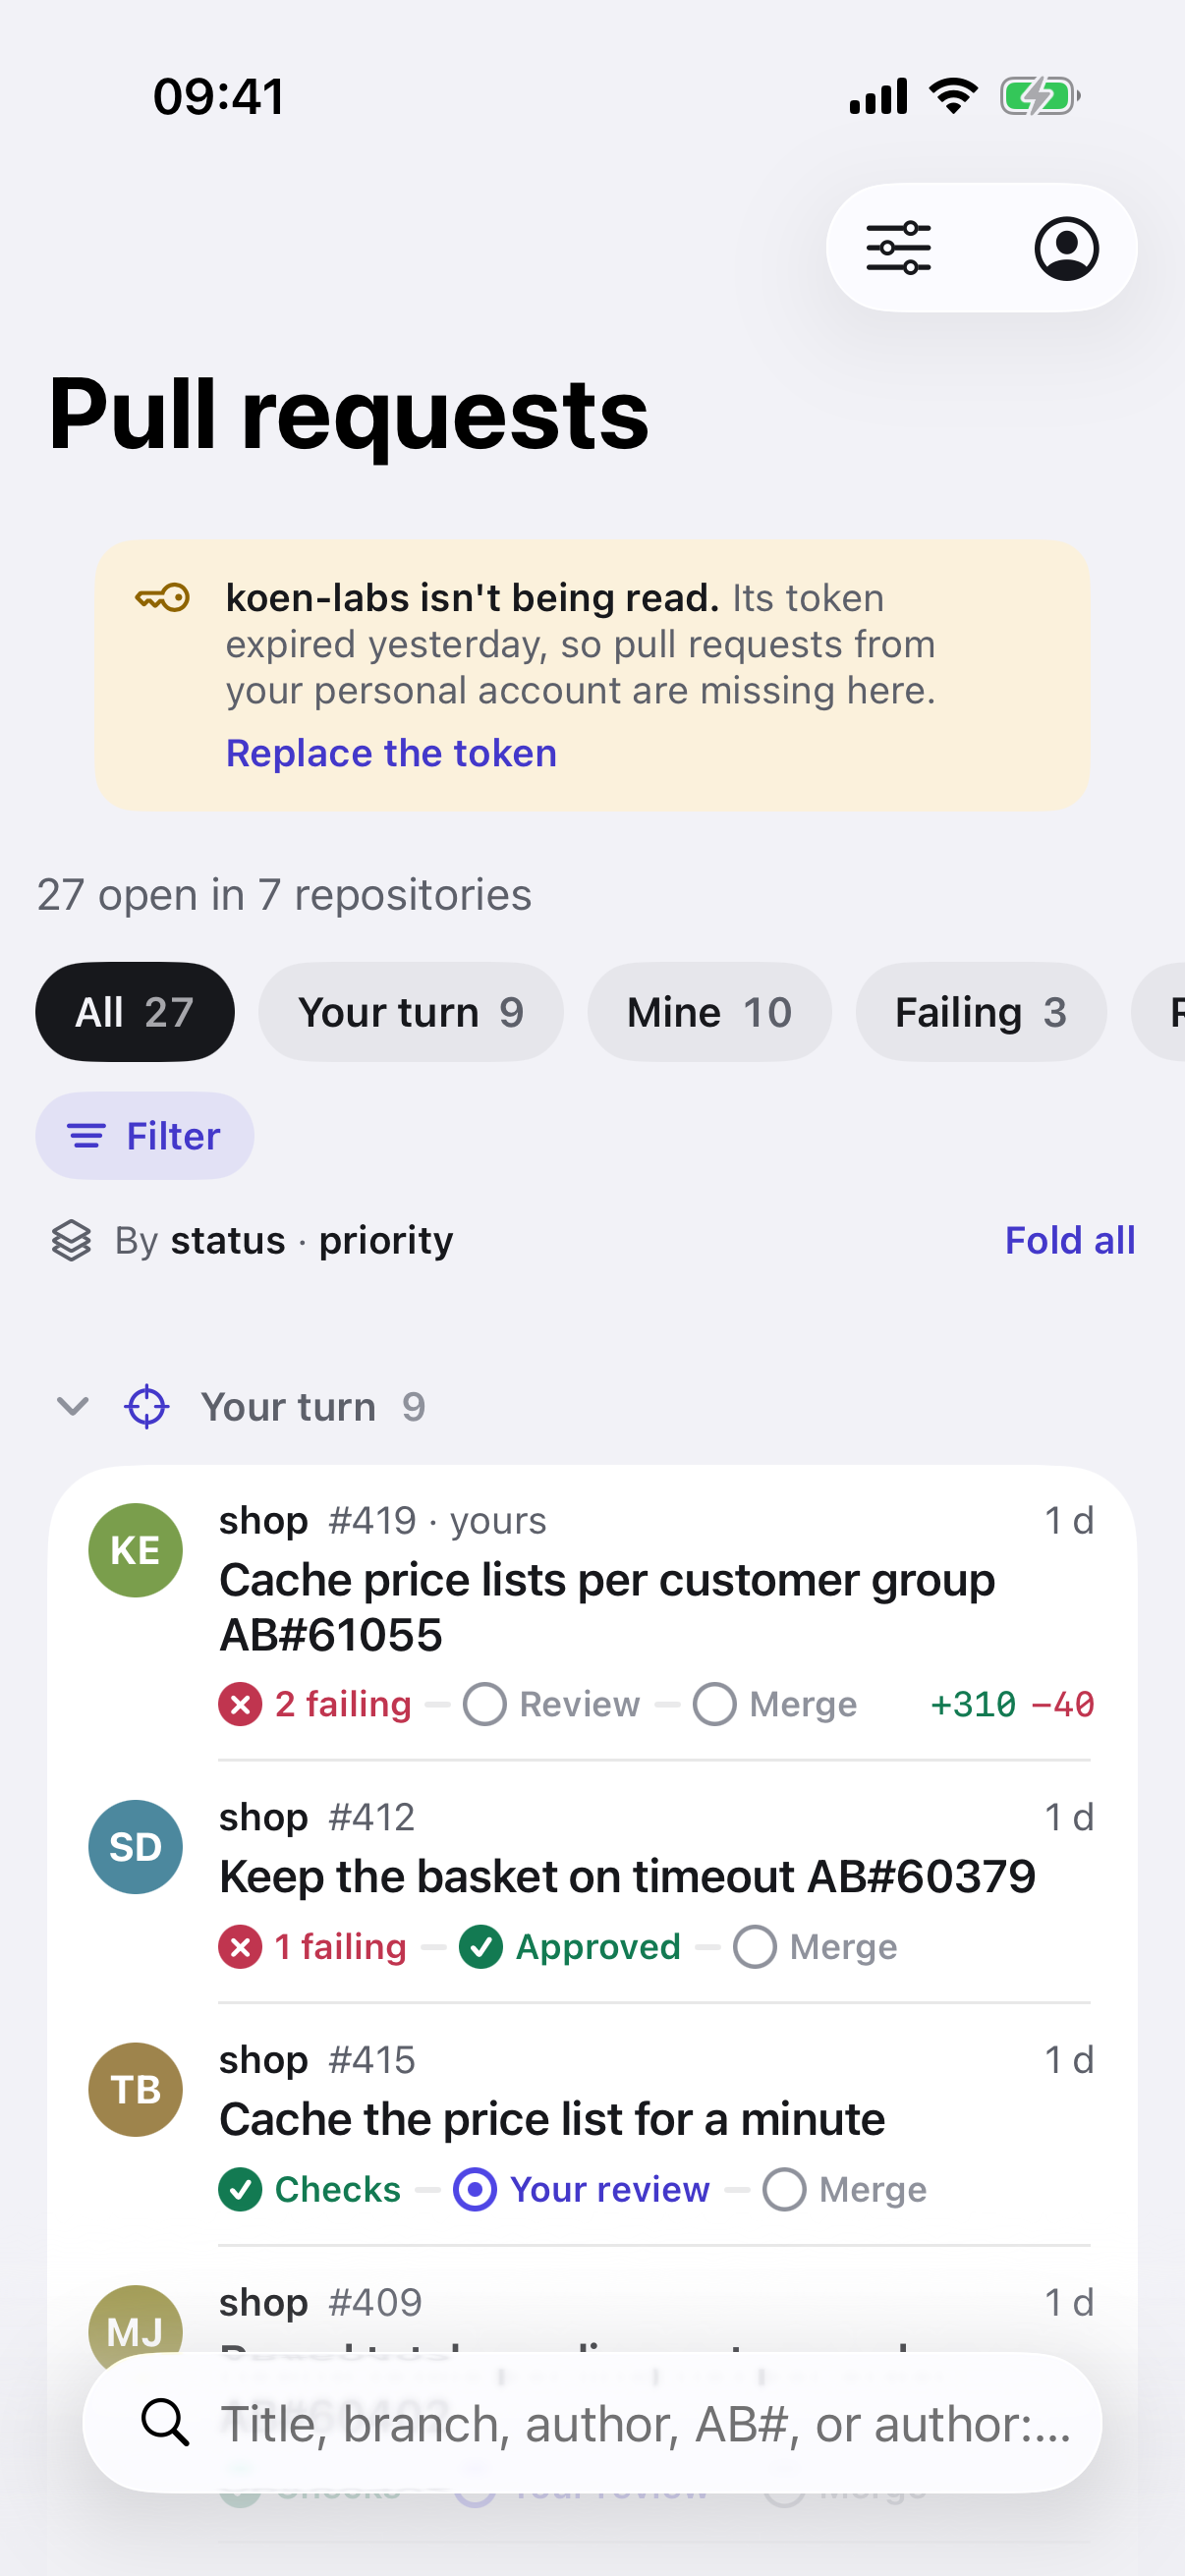 09:41
Pull requests
koen-labs isn't being read. Its token
expired yesterday, so pull requests from
your personal account are missing here.
Replace the token
27 open in 7 repositories
All 27 Your turn 9 Mine 10 Failing 3
Filter
By status · priority Fold all
Your turn 9
KE shop #419 · yours 1 d
Cache price lists per customer group
AB#61055
2 failing Review Merge +310 −40
SD shop #412 1 d
Keep the basket on timeout AB#60379
1 failing Approved Merge
TB shop #415 1 d
Cache the price list for a minute
Checks Your review Merge
MJ shop #409 1 d
Title, branch, author, AB#, or author:...
Checks Your review Merge